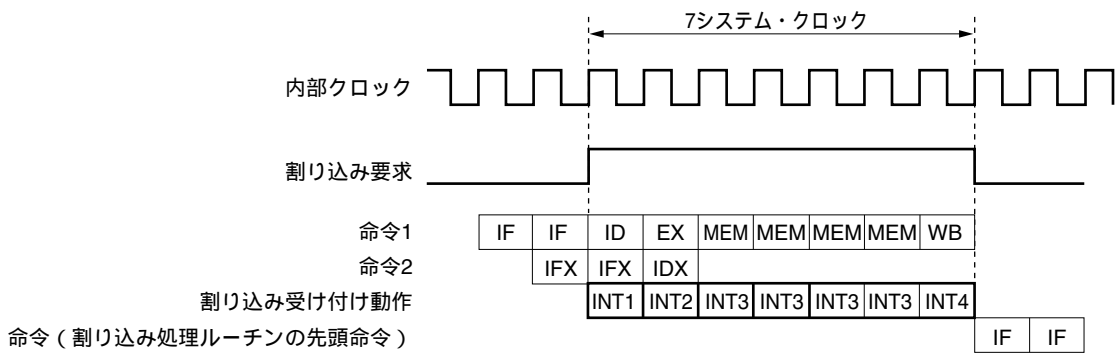 7システム・クロック
内部クロック
割り込み要求
命令1 IF IF ID EX MEM MEM MEM MEM WB
命令2 IFX IFX IDX
割り込み受け付け動作 INT1 INT2 INT3 INT3 INT3 INT3 INT4
命令（割り込み処理ルーチンの先頭命令） IF IF